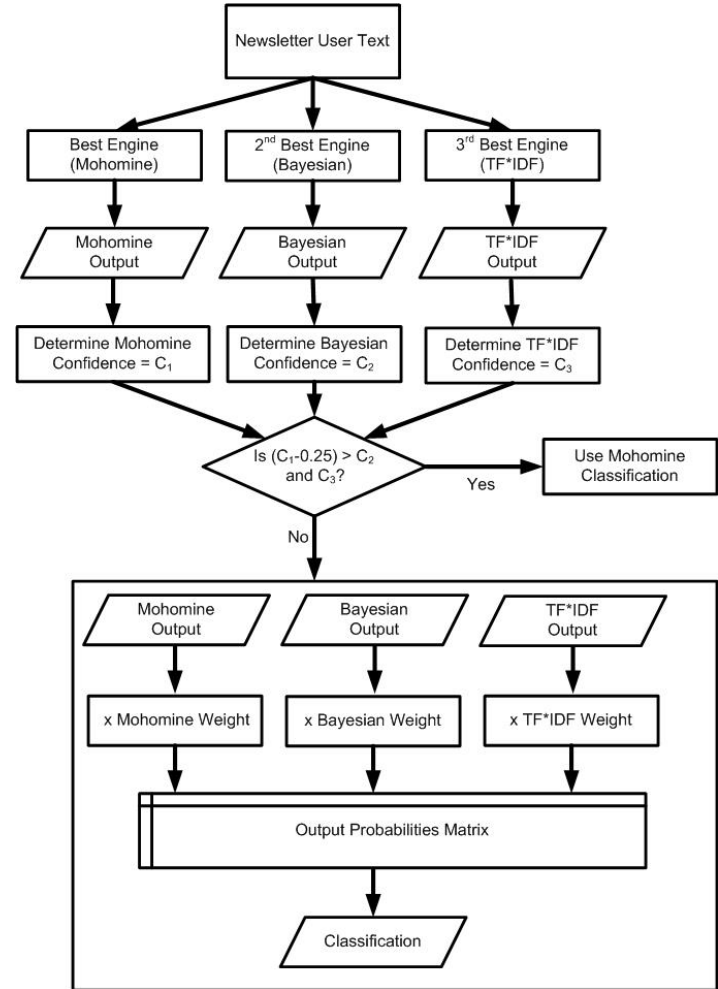 Newsletter User Text
Best Engine
(Mohomine)
2nd Best Engine
(Bayesian)
3rd Best Engine
(TF*IDF)
Mohomine
Output
Bayesian
Output
TF*IDF
Output
Determine Mohomine
Confidence = C1
Determine Bayesian
Confidence = C2
Determine TF*IDF
Confidence = C3
Is (C1-0.25) > C2
and C3?
Yes
Use Mohomine
Classification
No
Mohomine
Output
Bayesian
Output
TF*IDF
Output
x Mohomine Weight
x Bayesian Weight
x TF*IDF Weight
Output Probabilities Matrix
Classification